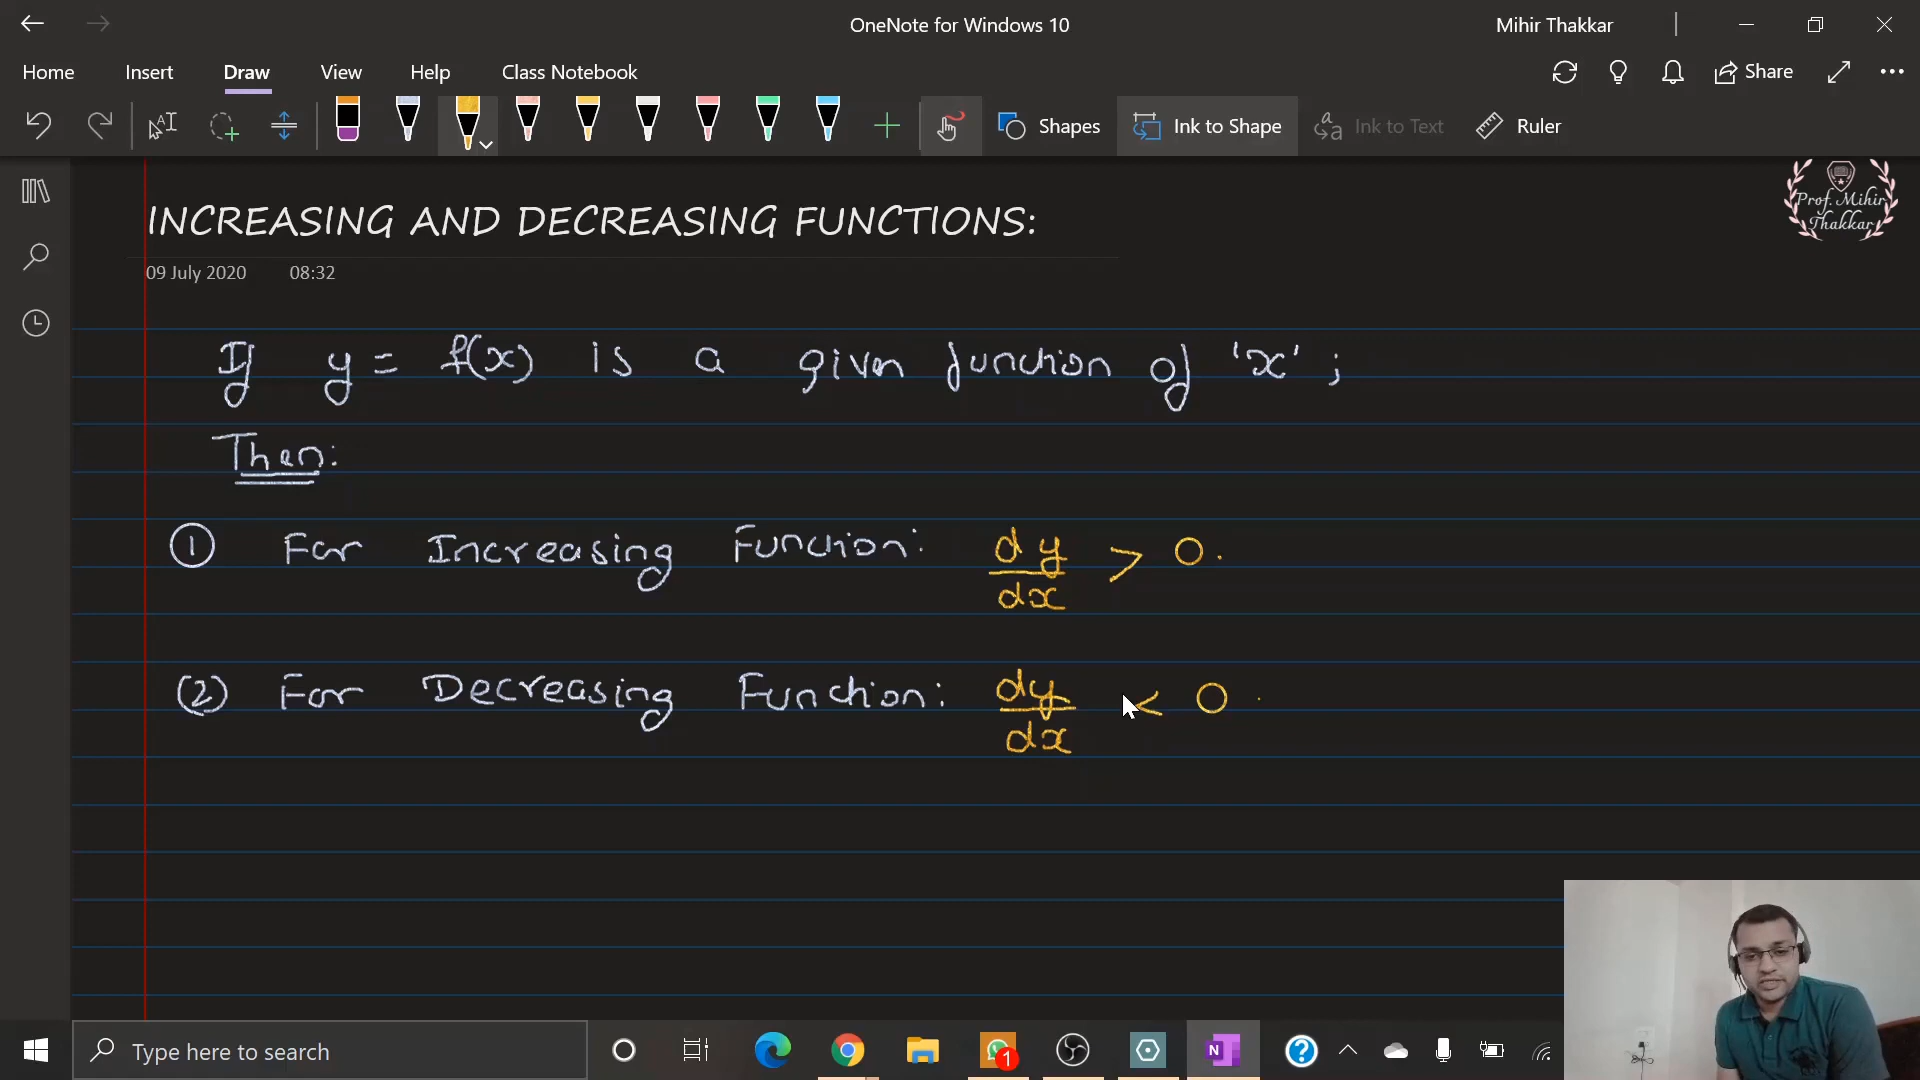 OneNote for Windows 10
Mihir Thakkar
Home Insert Draw View Help Class Notebook
Share
Shapes Ink to Shape Ink to Text Ruler
Prof. Mihir
Thakkar
INCREASING AND DECREASING FUNCTIONS:
09 July 2020 08:32
If y = f(x) is a given function of 'x' ;
Then:
① For Increasing Function: dy/dx > 0.
(2) For Decreasing Function: dy/dx < 0.
Type here to search
1